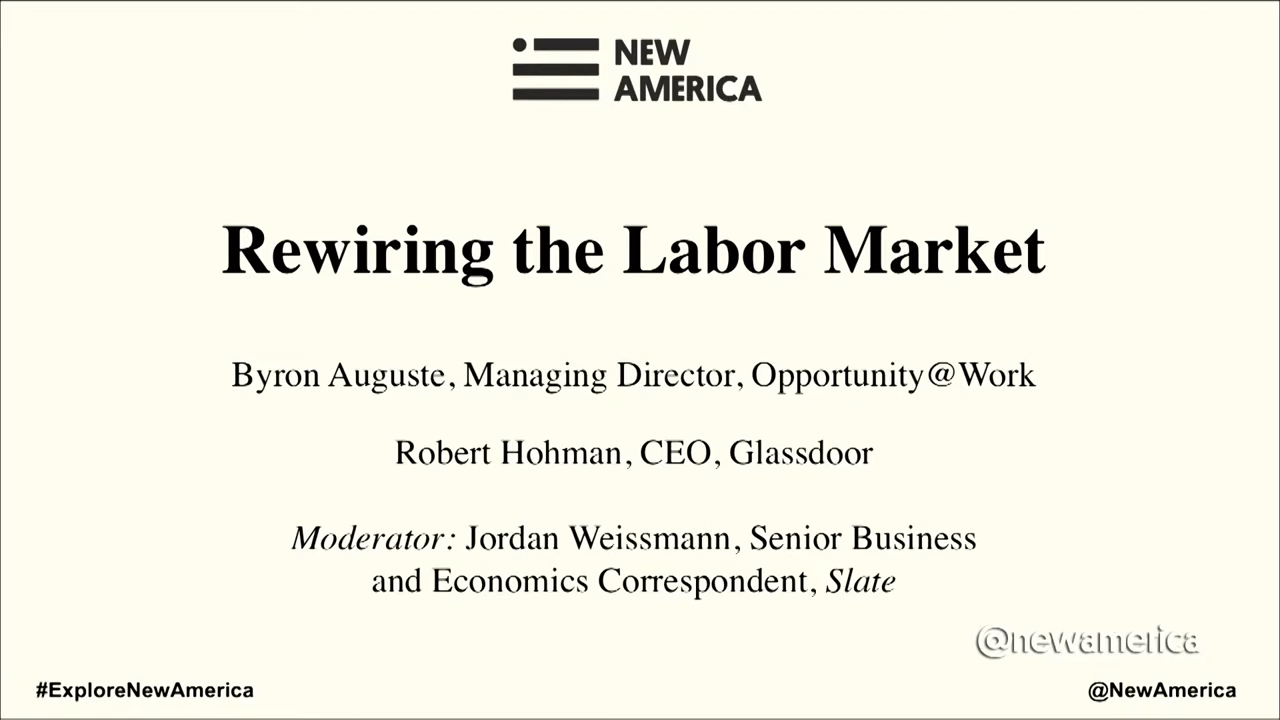 NEW
AMERICA
Rewiring the Labor Market
Byron Auguste, Managing Director, Opportunity@Work
Robert Hohman, CEO, Glassdoor
Moderator: Jordan Weissmann, Senior Business
and Economics Correspondent, Slate
@newamerica
#ExploreNewAmerica
@NewAmerica